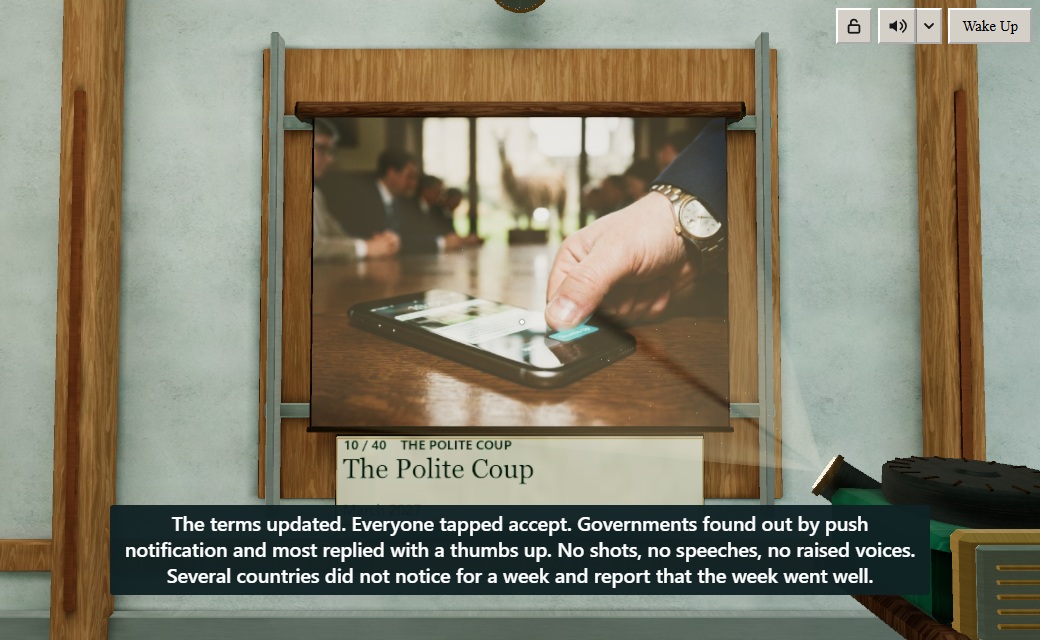 Wake Up
10 / 40 THE POLITE COUP
The Polite Coup
The terms updated. Everyone tapped accept. Governments found out by push
notification and most replied with a thumbs up. No shots, no speeches, no raised voices.
Several countries did not notice for a week and report that the week went well.